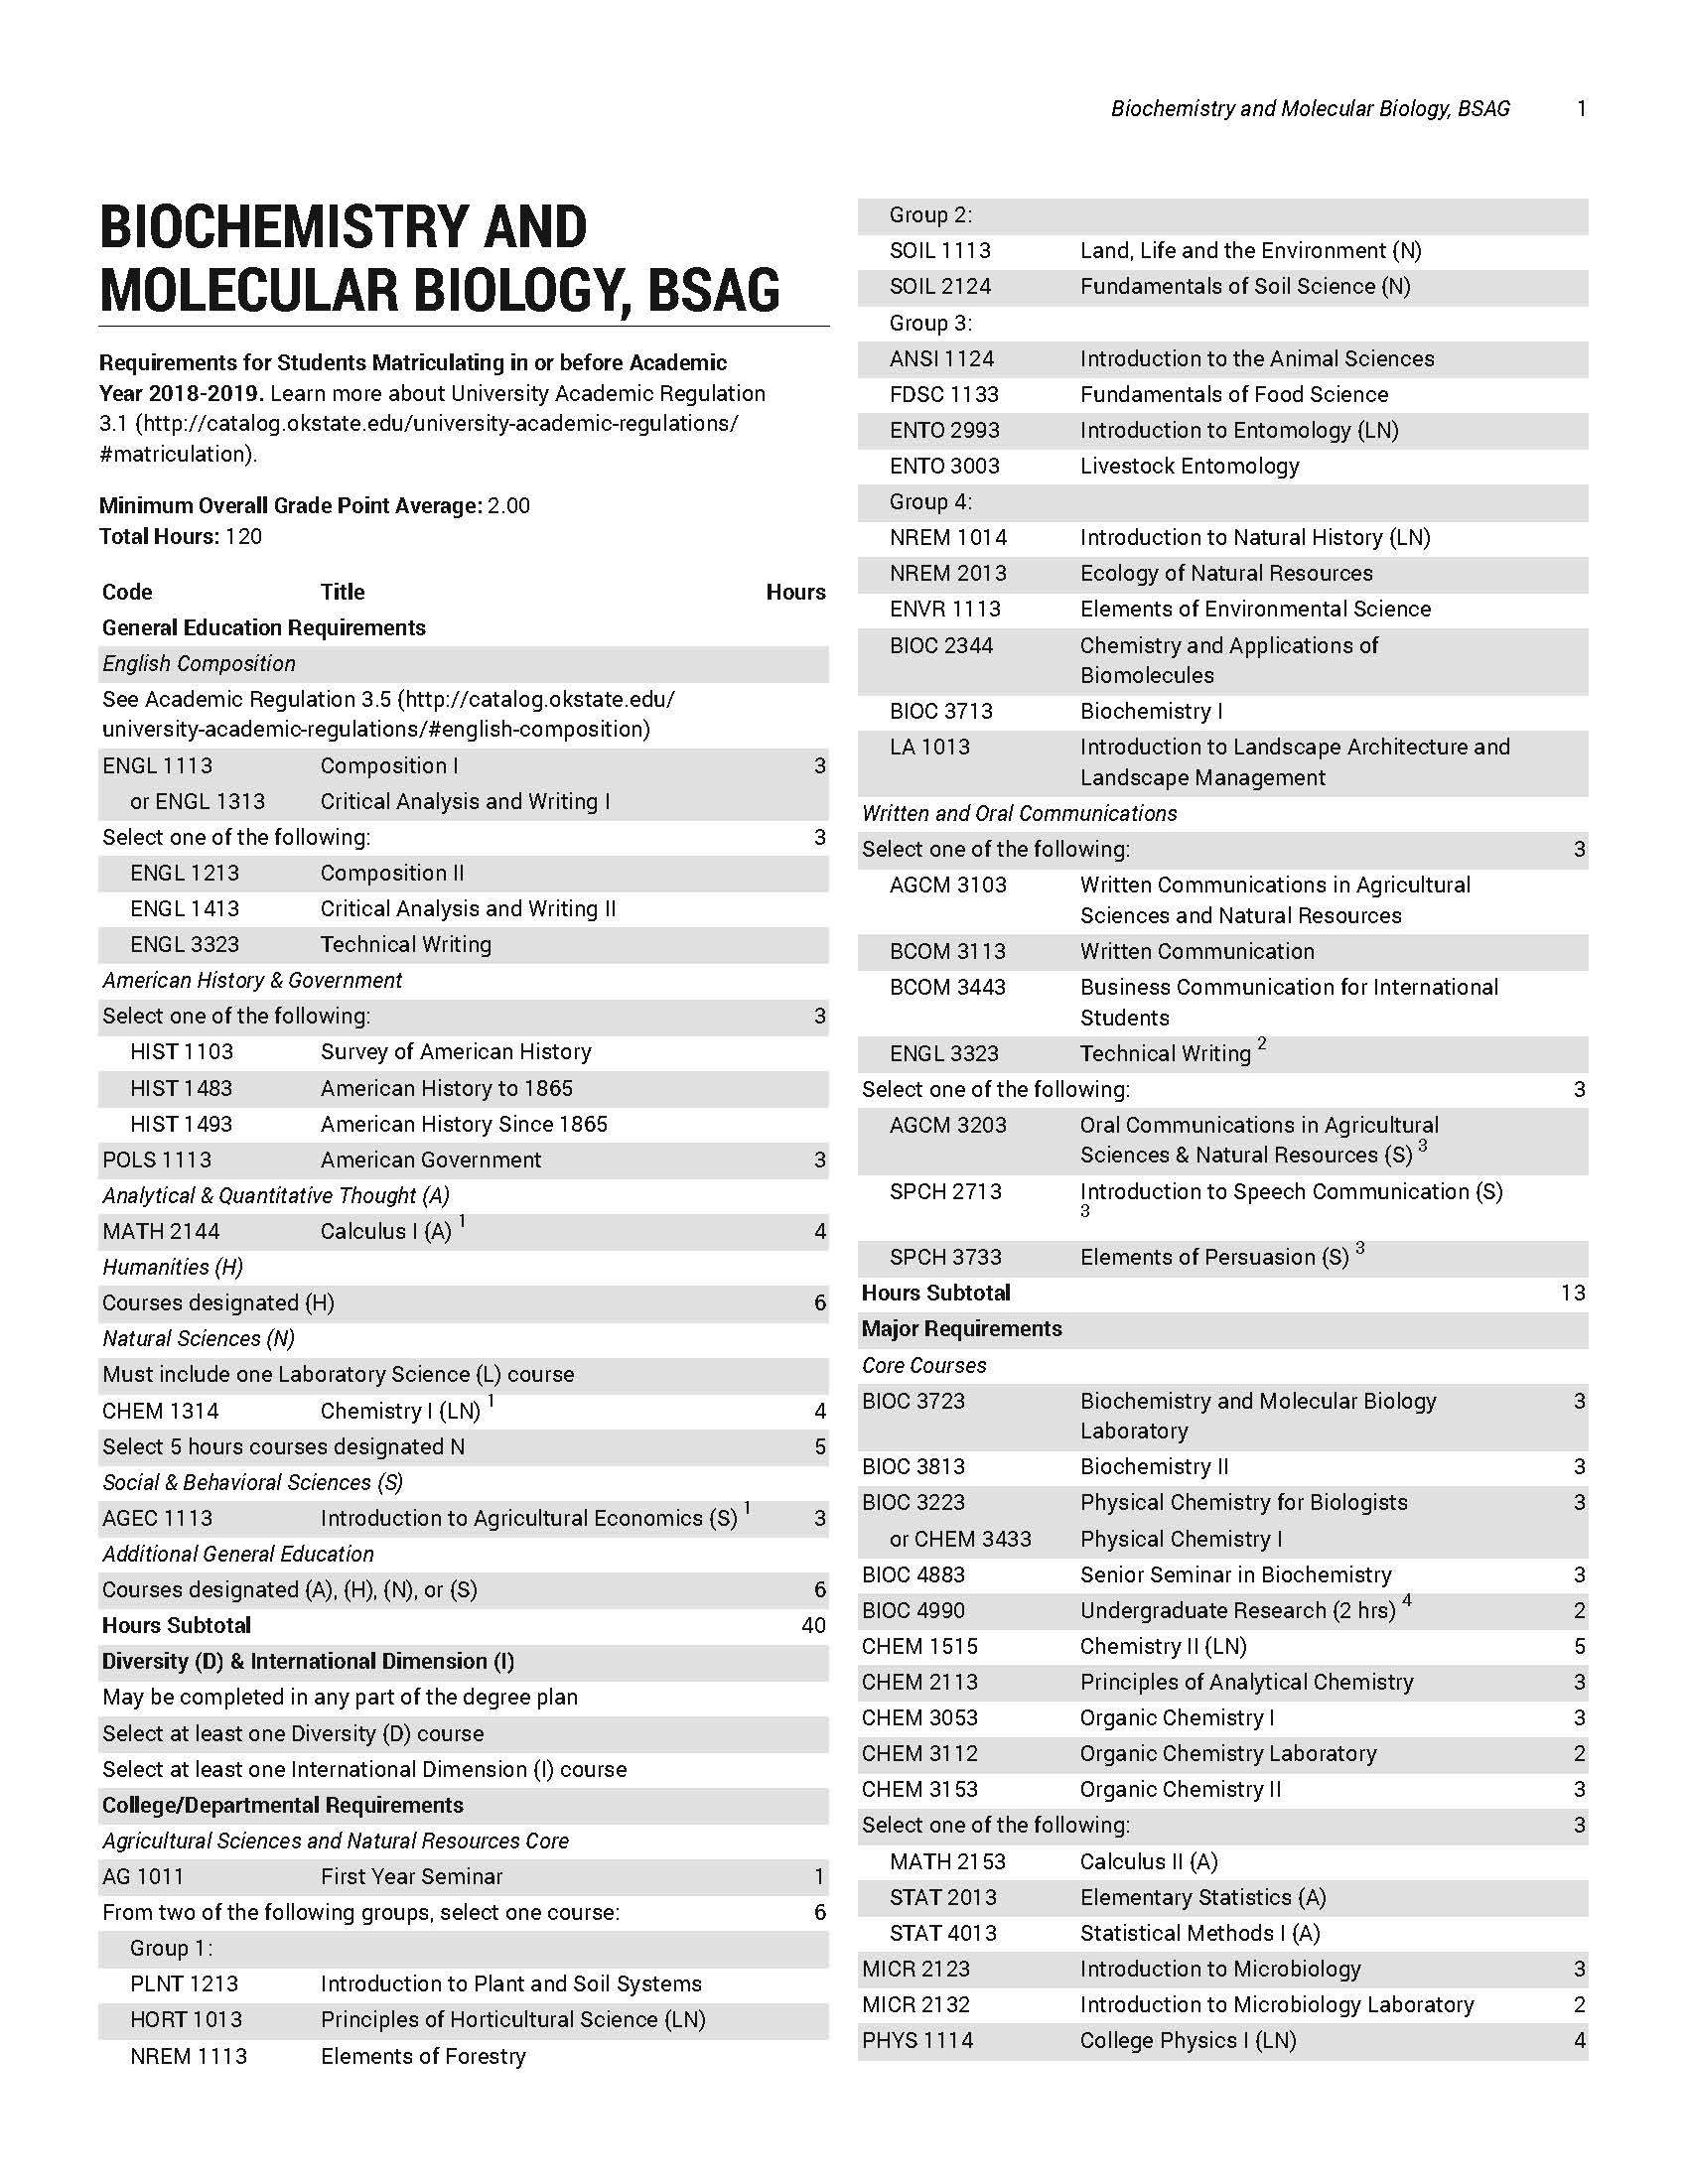 Biochemistry and Molecular Biology, BSAG 1
BIOCHEMISTRY AND
MOLECULAR BIOLOGY, BSAG
Requirements for Students Matriculating in or before Academic
Year 2018-2019. Learn more about University Academic Regulation
3.1 (http://catalog.okstate.edu/university-academic-regulations/
#matriculation).
Minimum Overall Grade Point Average: 2.00
Total Hours: 120
Code Title Hours
General Education Requirements
English Composition
See Academic Regulation 3.5 (http://catalog.okstate.edu/
university-academic-regulations/#english-composition)
ENGL 1113 Composition I 3
or ENGL 1313 Critical Analysis and Writing I
Select one of the following: 3
ENGL 1213 Composition II
ENGL 1413 Critical Analysis and Writing II
ENGL 3323 Technical Writing
American History & Government
Select one of the following: 3
HIST 1103 Survey of American History
HIST 1483 American History to 1865
HIST 1493 American History Since 1865
POLS 1113 American Government 3
Analytical & Quantitative Thought (A)
MATH 2144 Calculus I (A) 1 4
Humanities (H)
Courses designated (H) 6
Natural Sciences (N)
Must include one Laboratory Science (L) course
CHEM 1314 Chemistry I (LN) 1 4
Select 5 hours courses designated N 5
Social & Behavioral Sciences (S)
AGEC 1113 Introduction to Agricultural Economics (S) 1 3
Additional General Education
Courses designated (A), (H), (N), or (S) 6
Hours Subtotal 40
Diversity (D) & International Dimension (I)
May be completed in any part of the degree plan
Select at least one Diversity (D) course
Select at least one International Dimension (I) course
College/Departmental Requirements
Agricultural Sciences and Natural Resources Core
AG 1011 First Year Seminar 1
From two of the following groups, select one course: 6
Group 1:
PLNT 1213 Introduction to Plant and Soil Systems
HORT 1013 Principles of Horticultural Science (LN)
NREM 1113 Elements of Forestry
Group 2:
SOIL 1113 Land, Life and the Environment (N)
SOIL 2124 Fundamentals of Soil Science (N)
Group 3:
ANSI 1124 Introduction to the Animal Sciences
FDSC 1133 Fundamentals of Food Science
ENTO 2993 Introduction to Entomology (LN)
ENTO 3003 Livestock Entomology
Group 4:
NREM 1014 Introduction to Natural History (LN)
NREM 2013 Ecology of Natural Resources
ENVR 1113 Elements of Environmental Science
BIOC 2344 Chemistry and Applications of
Biomolecules
BIOC 3713 Biochemistry I
LA 1013 Introduction to Landscape Architecture and
Landscape Management
Written and Oral Communications
Select one of the following: 3
AGCM 3103 Written Communications in Agricultural
Sciences and Natural Resources
BCOM 3113 Written Communication
BCOM 3443 Business Communication for International
Students
ENGL 3323 Technical Writing 2
Select one of the following: 3
AGCM 3203 Oral Communications in Agricultural
Sciences & Natural Resources (S) 3
SPCH 2713 Introduction to Speech Communication (S)
3
SPCH 3733 Elements of Persuasion (S) 3
Hours Subtotal 13
Major Requirements
Core Courses
BIOC 3723 Biochemistry and Molecular Biology 3
Laboratory
BIOC 3813 Biochemistry II 3
BIOC 3223 Physical Chemistry for Biologists 3
or CHEM 3433 Physical Chemistry I
BIOC 4883 Senior Seminar in Biochemistry 3
BIOC 4990 Undergraduate Research (2 hrs) 4 2
CHEM 1515 Chemistry II (LN) 5
CHEM 2113 Principles of Analytical Chemistry 3
CHEM 3053 Organic Chemistry I 3
CHEM 3112 Organic Chemistry Laboratory 2
CHEM 3153 Organic Chemistry II 3
Select one of the following: 3
MATH 2153 Calculus II (A)
STAT 2013 Elementary Statistics (A)
STAT 4013 Statistical Methods I (A)
MICR 2123 Introduction to Microbiology 3
MICR 2132 Introduction to Microbiology Laboratory 2
PHYS 1114 College Physics I (LN) 4